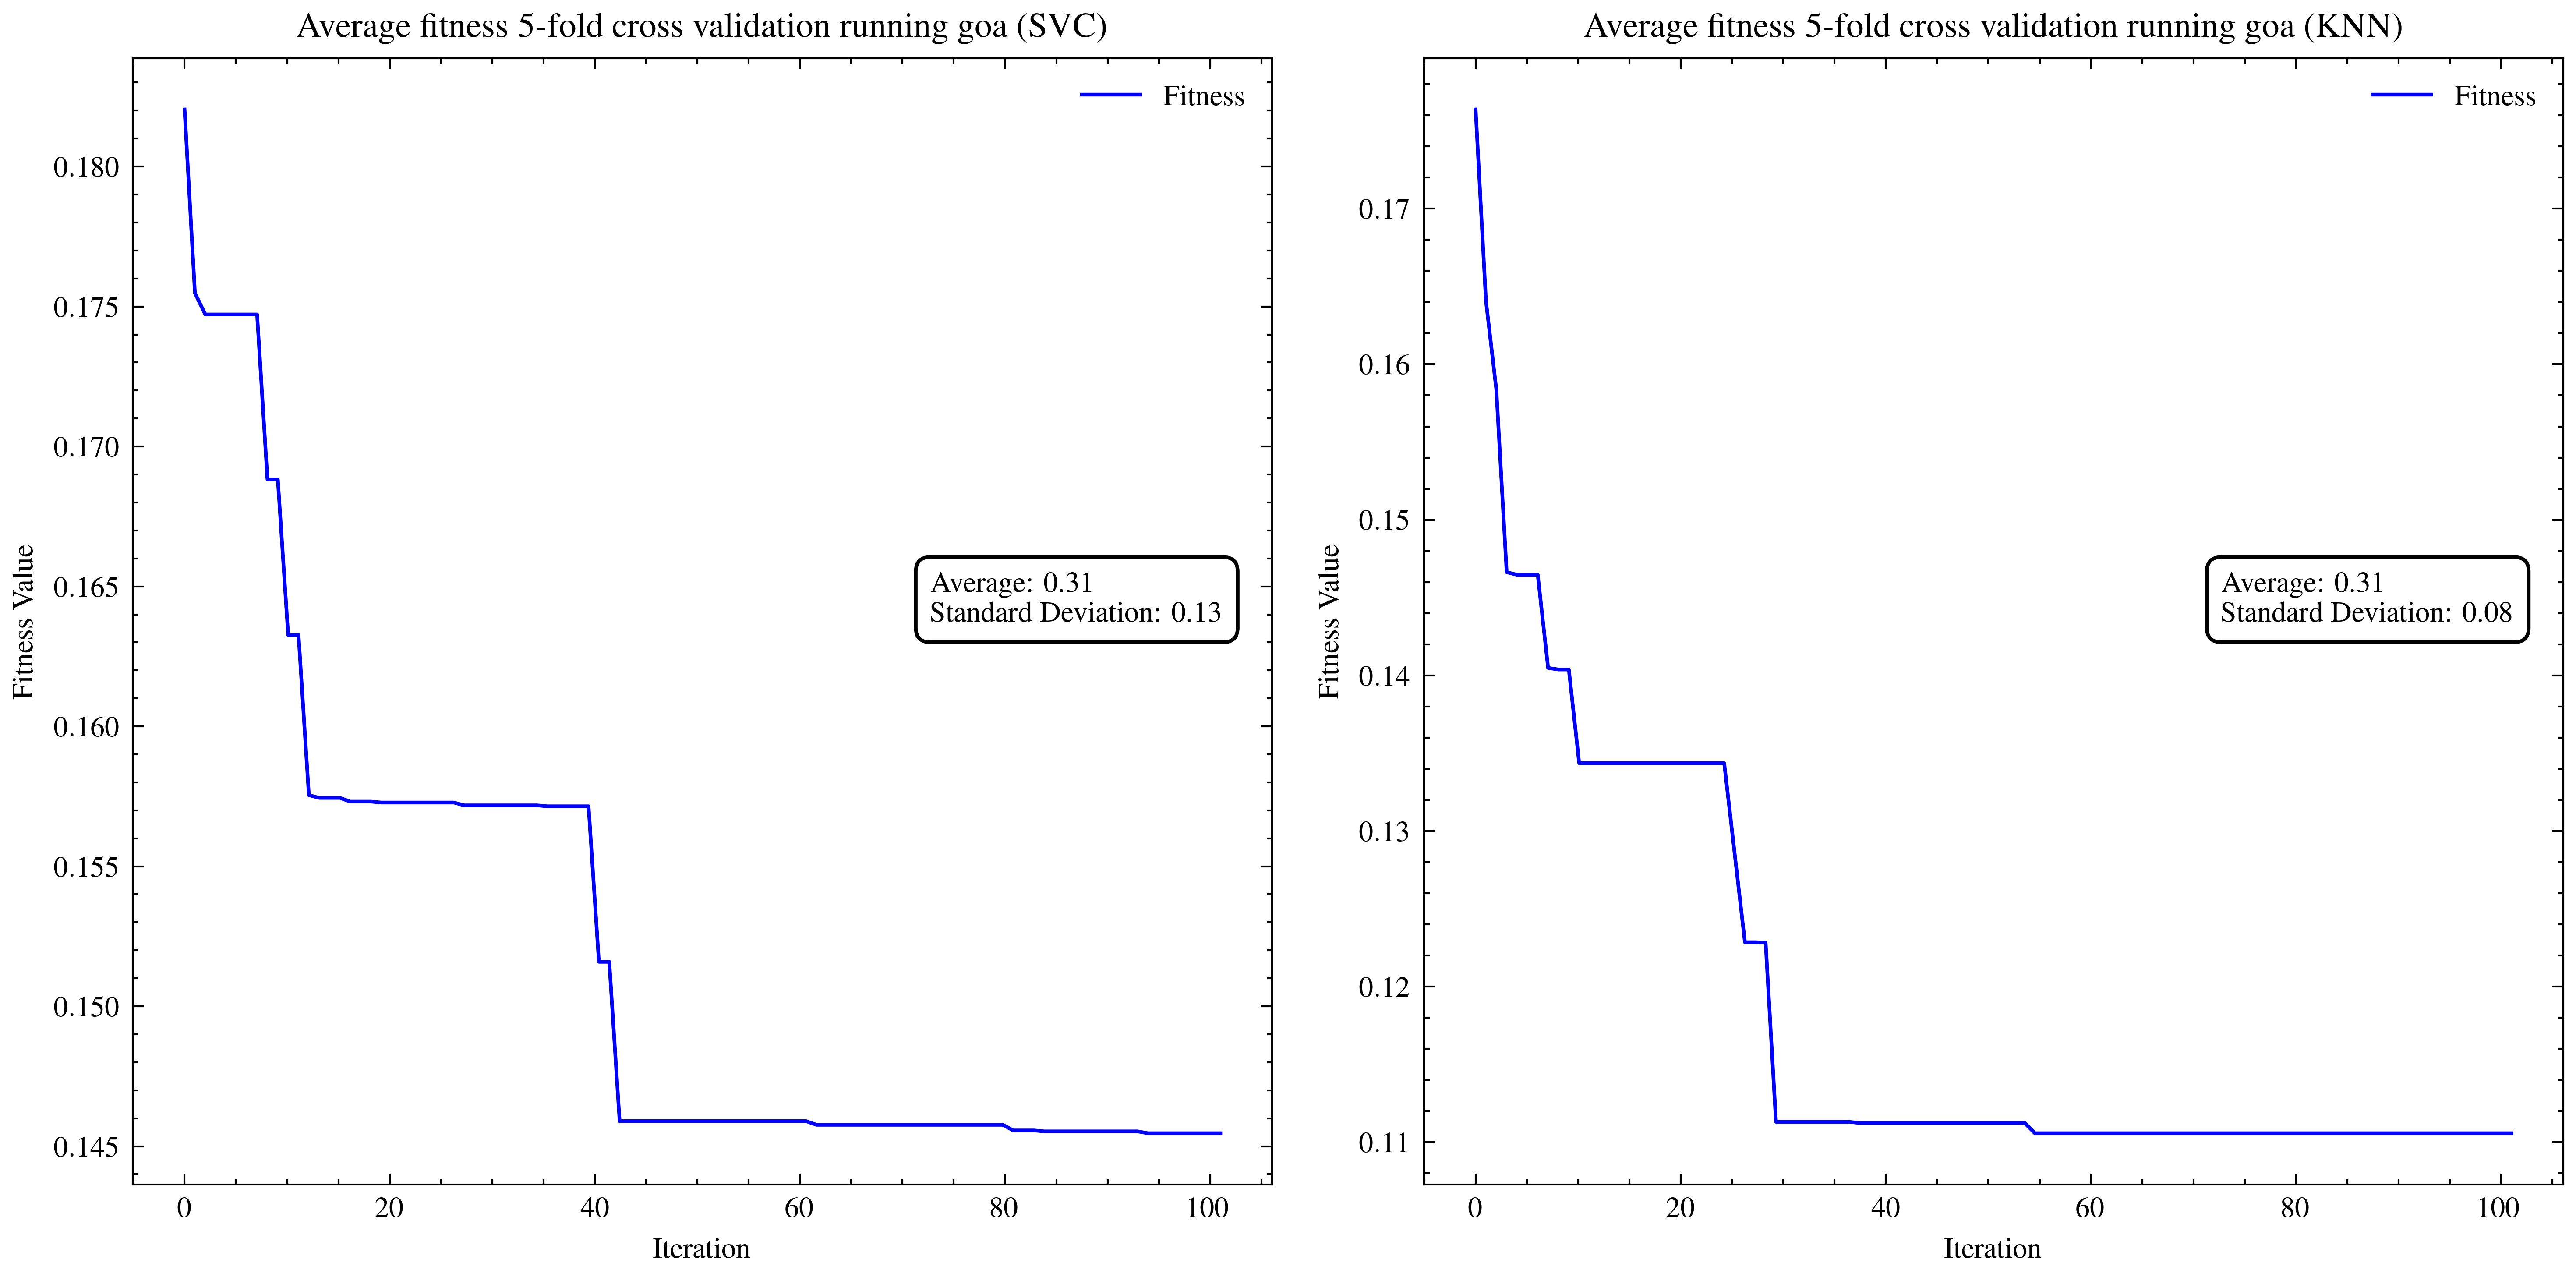 Average fitness 5-fold cross validation running goa (SVC)
Fitness
0.180
0.175
0.170
0.165
0.160
0.155
0.150
0.145
Fitness Value
Average: 0.31
Standard Deviation: 0.13
0 20 40 60 80 100
Iteration
Average fitness 5-fold cross validation running goa (KNN)
Fitness
0.17
0.16
0.15
0.14
0.13
0.12
0.11
Fitness Value
Average: 0.31
Standard Deviation: 0.08
0 20 40 60 80 100
Iteration